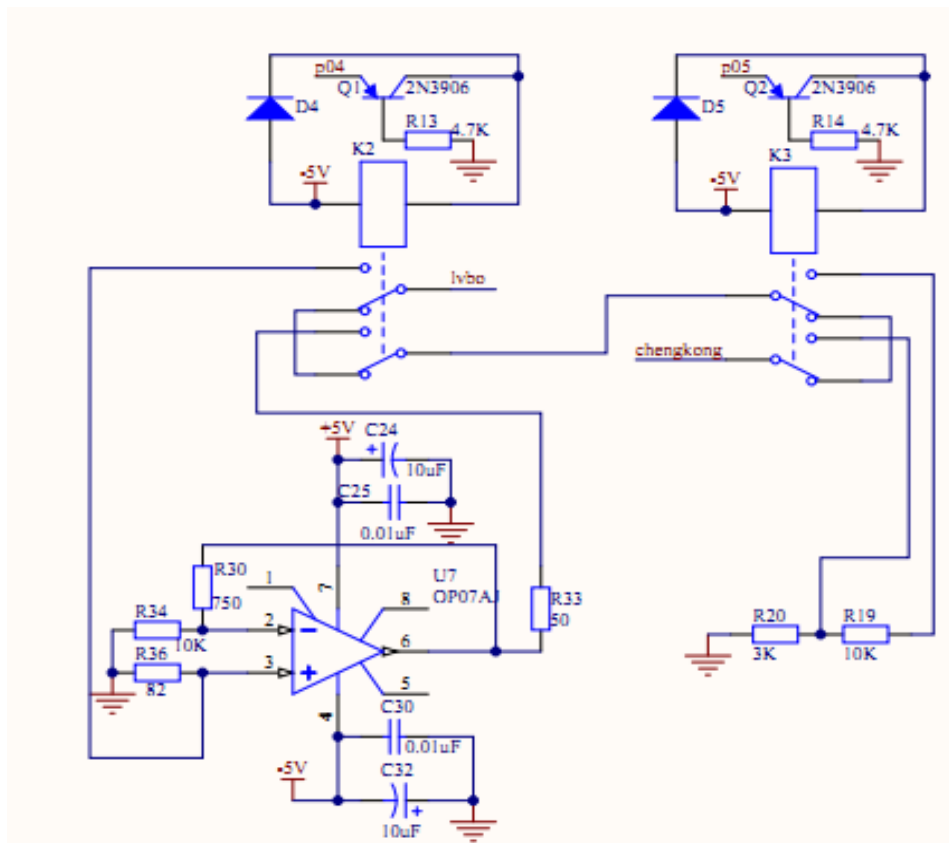 p04
Q1
2N3906
D4
R13
4.7K
K2
-5V
lvbo
p05
Q2
2N3906
D5
R14
4.7K
K3
-5V
chengkong
+5V
C24
+
10uF
C25
0.01uF
R30
750
1
7
U7
OP07AJ
8
R33
50
R34
10K
2
6
R36
82
3
5
4
C30
0.01uF
-5V
C32
+
10uF
R20
3K
R19
10K